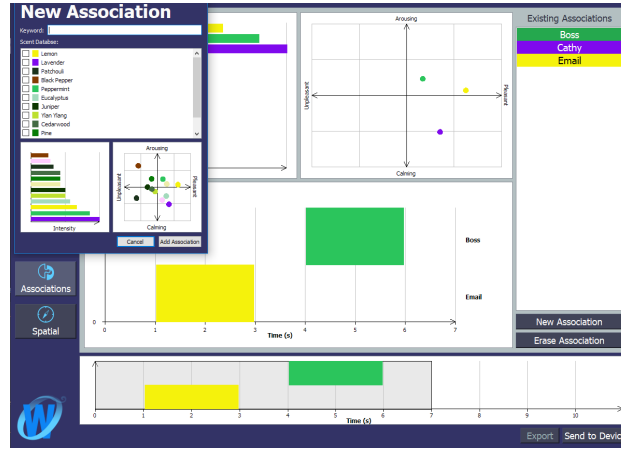 New Association
Keyword:
Scent Databse:
Lemon
Lavender
Patchouli
Black Pepper
Peppermint
Eucalyptus
Juniper
Ylan Ylang
Cedarwood
Pine
Intensity
Arousing
Unpleasant
Pleasant
Calming
Cancel
Add Association
Arousing
Unpleasant
Pleasant
Calming
Existing Associations
Boss
Cathy
Email
Boss
Email
0
0 1 2 3 4 5 6 7
Time (s)
Associations
Spatial
New Association
Erase Association
0 1 2 3 4 5 6 7 8 9 10
Time (s)
W
Export
Send to Devic